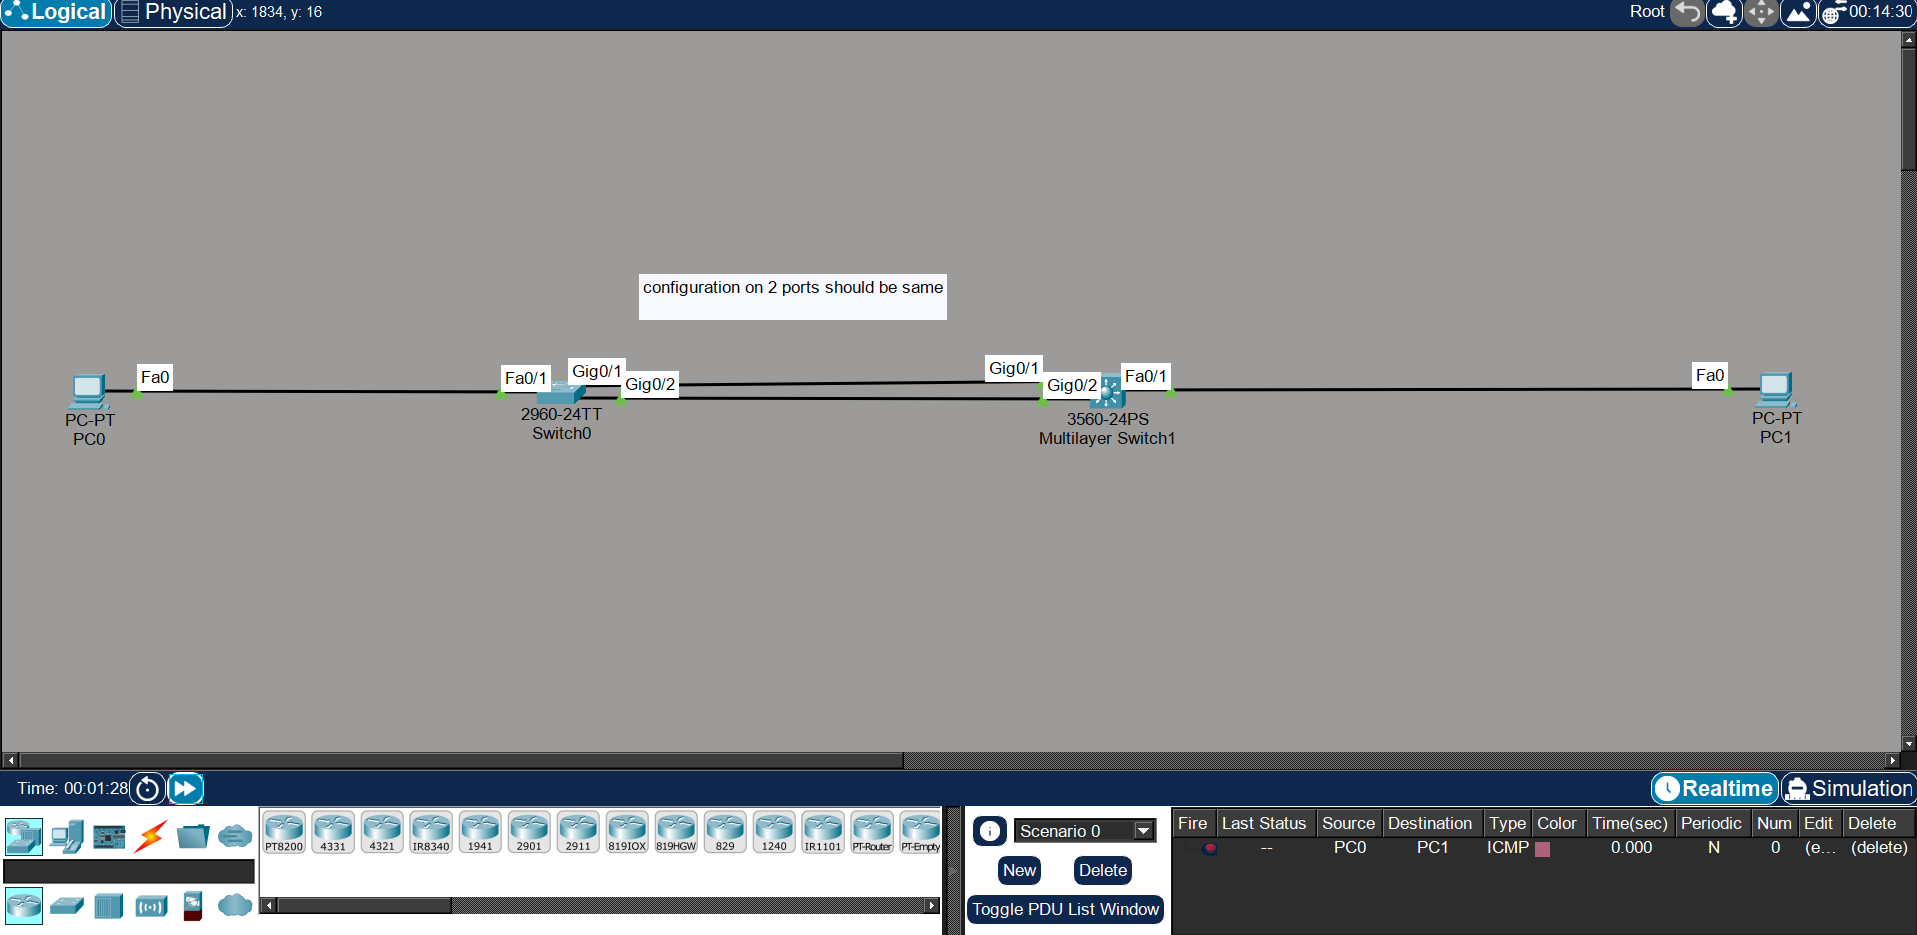 Logical Physical x: 1834, y: 16 Root 00:14:30
configuration on 2 ports should be same
Fa0 Fa0/1 Gig0/1 Gig0/2 Gig0/1 Gig0/2 Fa0/1 Fa0
PC-PT
PC0
2960-24TT
Switch0
3560-24PS
Multilayer Switch1
PC-PT
PC1
Time: 00:01:28 Realtime Simulation
PT8200 4331 4321 IR8340 1941 2901 2911 819IOX 819HGW 829 1240 IR1101 PT-Router PT-Empty
Scenario 0
New Delete
Toggle PDU List Window
Fire Last Status Source Destination Type Color Time(sec) Periodic Num Edit Delete
-- PC0 PC1 ICMP 0.000 N 0 (e... (delete)